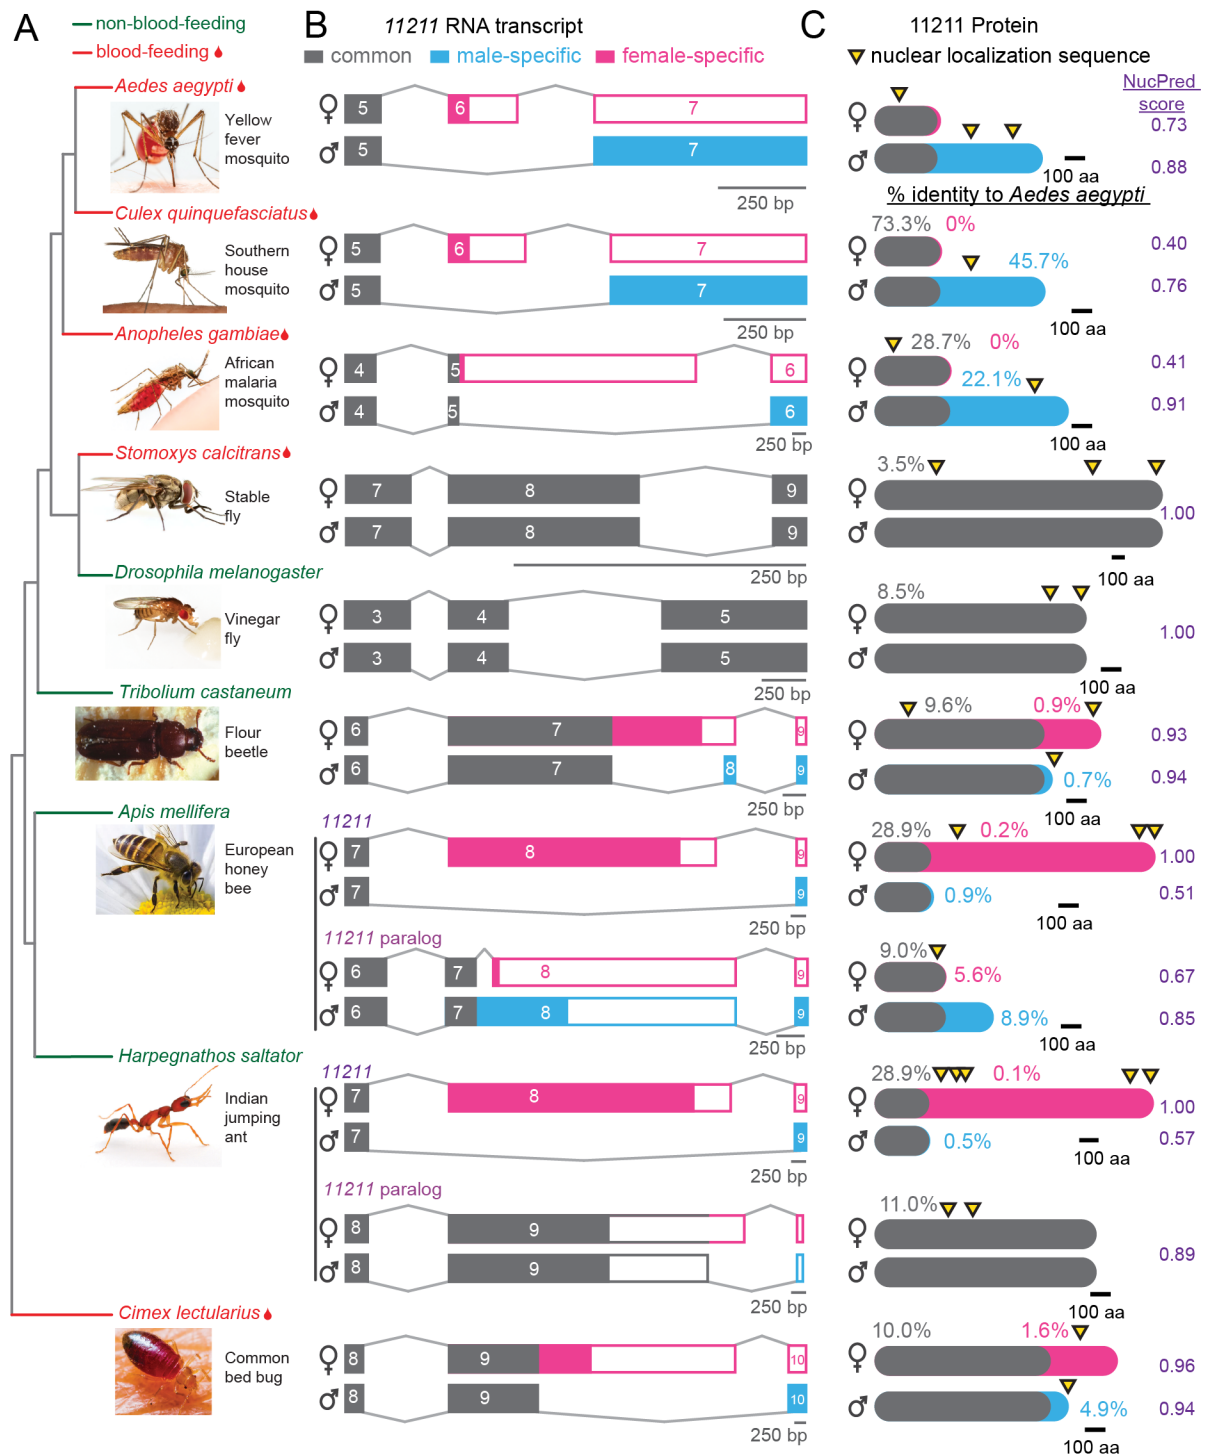 A
non-blood-feeding
blood-feeding
B
11211 RNA transcript
common
male-specific
female-specific
C
11211 Protein
nuclear localization sequence
NucPred
score
Aedes aegypti
Yellow
fever
mosquito
♀ 5 6 7
♂ 5 7
250 bp
♀ 0.73
♂ 0.88
100 aa
% identity to Aedes aegypti
Culex quinquefasciatus
Southern
house
mosquito
♀ 5 6 7
♂ 5 7
250 bp
73.3% 0%
♀ 0.40
45.7%
♂ 0.76
100 aa
Anopheles gambiae
African
malaria
mosquito
♀ 4 5 6
♂ 4 5 6
250 bp
28.7% 0%
♀ 0.41
22.1%
♂ 0.91
100 aa
Stomoxys calcitrans
Stable
fly
♀ 7 8 9
♂ 7 8 9
250 bp
3.5%
♀
1.00
♂
100 aa
Drosophila melanogaster
Vinegar
fly
♀ 3 4 5
♂ 3 4 5
250 bp
8.5%
♀
1.00
♂
100 aa
Tribolium castaneum
Flour
beetle
♀ 6 7 9
♂ 6 7 8 9
250 bp
9.6% 0.9%
♀ 0.93
♂ 0.7% 0.94
100 aa
Apis mellifera
European
honey
bee
11211
♀ 7 8 9
♂ 7 9
250 bp
28.9% 0.2%
♀ 1.00
♂ 0.9% 0.51
100 aa
11211 paralog
♀ 6 7 8 9
♂ 6 7 8 9
250 bp
9.0%
♀ 5.6% 0.67
♂ 8.9% 0.85
100 aa
Harpegnathos saltator
Indian
jumping
ant
11211
♀ 7 8 9
♂ 7 9
250 bp
28.9% 0.1%
♀ 1.00
♂ 0.5% 0.57
100 aa
11211 paralog
♀ 8 9
♂ 8 9
250 bp
11.0%
♀
0.89
♂
100 aa
Cimex lectularius
Common
bed bug
♀ 8 9 10
♂ 8 9 10
250 bp
10.0% 1.6%
♀ 0.96
♂ 4.9% 0.94
100 aa